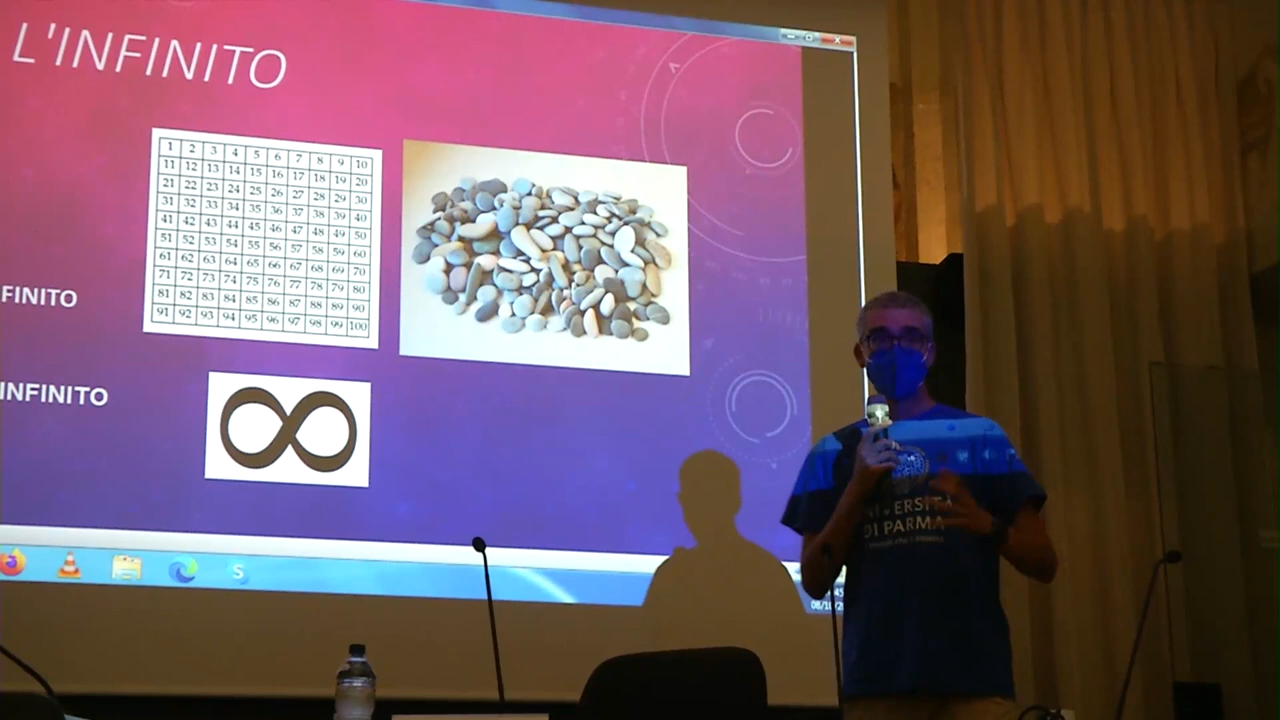 L'INFINITO
1 2 3 4 5 6 7 8 9 10
11 12 13 14 15 16 17 18 19 20
21 22 23 24 25 26 27 28 29 30
31 32 33 34 35 36 37 38 39 40
41 42 43 44 45 46 47 48 49 50
51 52 53 54 55 56 57 58 59 60
61 62 63 64 65 66 67 68 69 70
71 72 73 74 75 76 77 78 79 80
81 82 83 84 85 86 87 88 89 90
91 92 93 94 95 96 97 98 99 100
FINITO
INFINITO
∞
S
DI PARMA